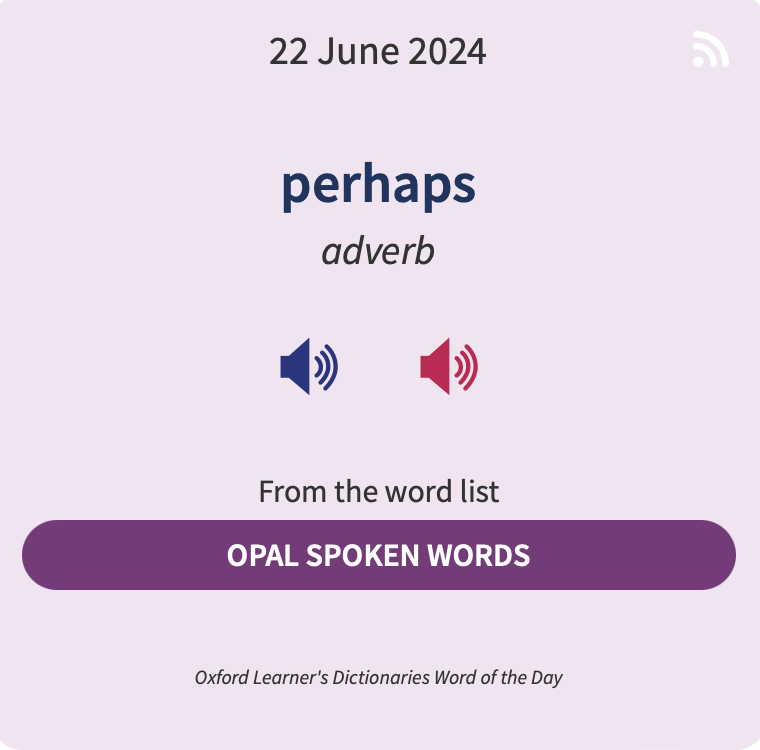 22 June 2024
perhaps
adverb
From the word list
OPAL SPOKEN WORDS
Oxford Learner's Dictionaries Word of the Day